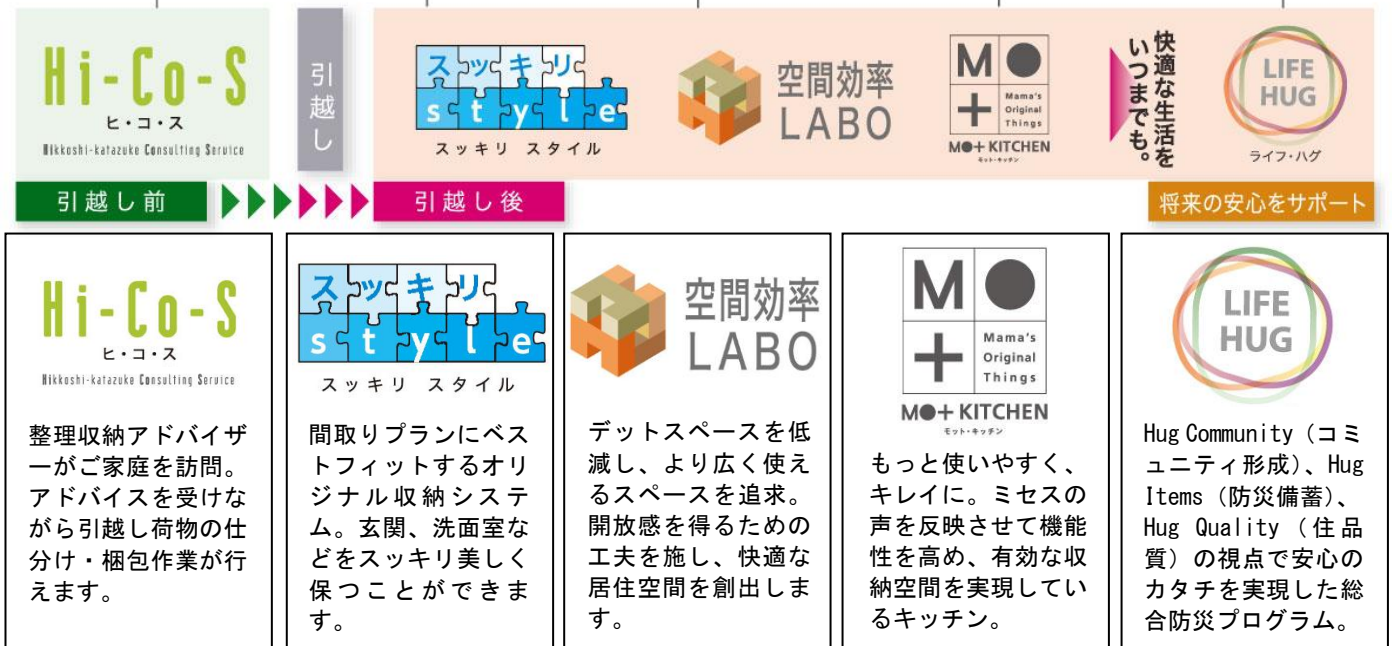 Hi-Co-S
ヒ・コ・ス
Hikkoshi-katazuke Consulting Service
引越し
スッキリ
style
スッキリ スタイル
空間効率
LABO
MO
+
Mama's
Original
Things
MO+ KITCHEN
モット・キッチン
快適な生活を
いつまでも。
LIFE
HUG
ライフ・ハグ
引越し前
引越し後
将来の安心をサポート
Hi-Co-S
ヒ・コ・ス
Hikkoshi-katazuke Consulting Service
整理収納アドバイザ
ーがご家庭を訪問。
アドバイスを受けな
がら引越し荷物の仕
分け・梱包作業が行
えます。
スッキリ
style
スッキリ スタイル
間取りプランにベス
トフィットするオリ
ジナル収納システ
ム。玄関、洗面室な
どをスッキリ美しく
保つことができま
す。
空間効率
LABO
デットスペースを低
減し、より広く使え
るスペースを追求。
開放感を得るための
工夫を施し、快適な
居住空間を創出しま
す。
MO
+
Mama's
Original
Things
MO+ KITCHEN
モット・キッチン
もっと使いやすく、
キレイに。ミセスの
声を反映させて機能
性を高め、有効な収
納空間を実現してい
るキッチン。
LIFE
HUG
Hug Community（コミ
ュニティ形成）、Hug
Items（防災備蓄）、
Hug Quality（住品
質）の視点で安心の
カタチを実現した総
合防災プログラム。